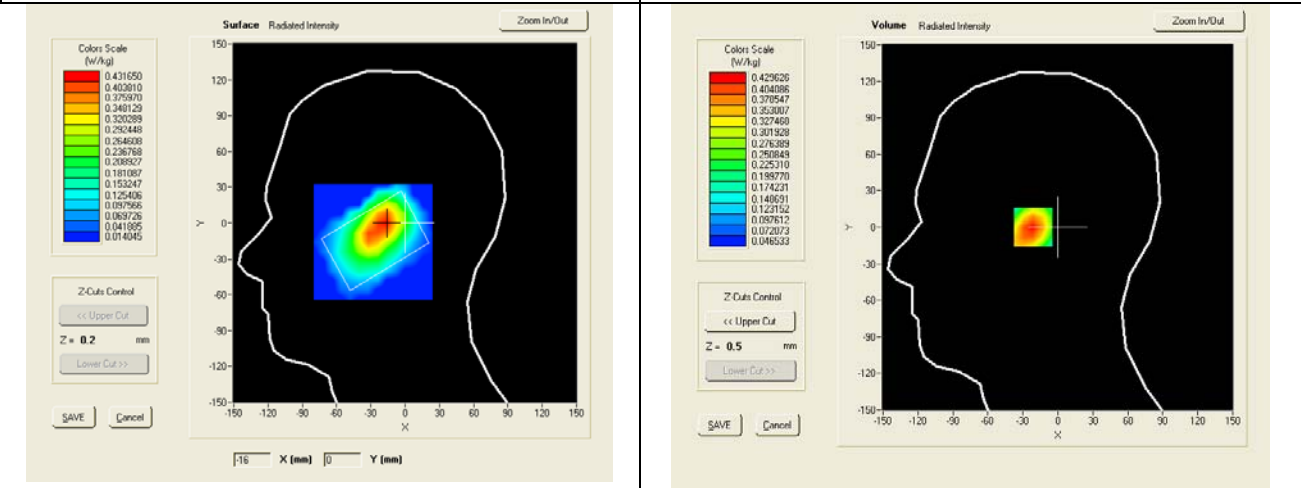 Surface Radiated Intensity
Zoom In/Out
Colors Scale
(W/kg)
0.431650
0.403810
0.375970
0.348129
0.320289
0.292448
0.264608
0.236768
0.208927
0.181087
0.153247
0.125406
0.097566
0.069726
0.041885
0.014045
Z-Cuts Control
<< Upper Cut
Z = 0.2 mm
Lower Cut >>
SAVE Cancel
150
120
90
60
30
0
-30
-60
-90
-120
-150
Y
-150 -120 -90 -60 -30 0 30 60 90 120 150
X
-16 X (mm) 0 Y (mm)
Volume Radiated Intensity
Zoom In/Out
Colors Scale
(W/kg)
0.429626
0.404086
0.378547
0.353007
0.327468
0.301928
0.276389
0.250849
0.225310
0.199770
0.174231
0.148691
0.123152
0.097612
0.072073
0.046533
Z-Cuts Control
<< Upper Cut
Z = 0.5 mm
Lower Cut >>
SAVE Cancel
150
120
90
60
30
0
-30
-60
-90
-120
-150
Y
-150 -120 -90 -60 -30 0 30 60 90 120 150
X